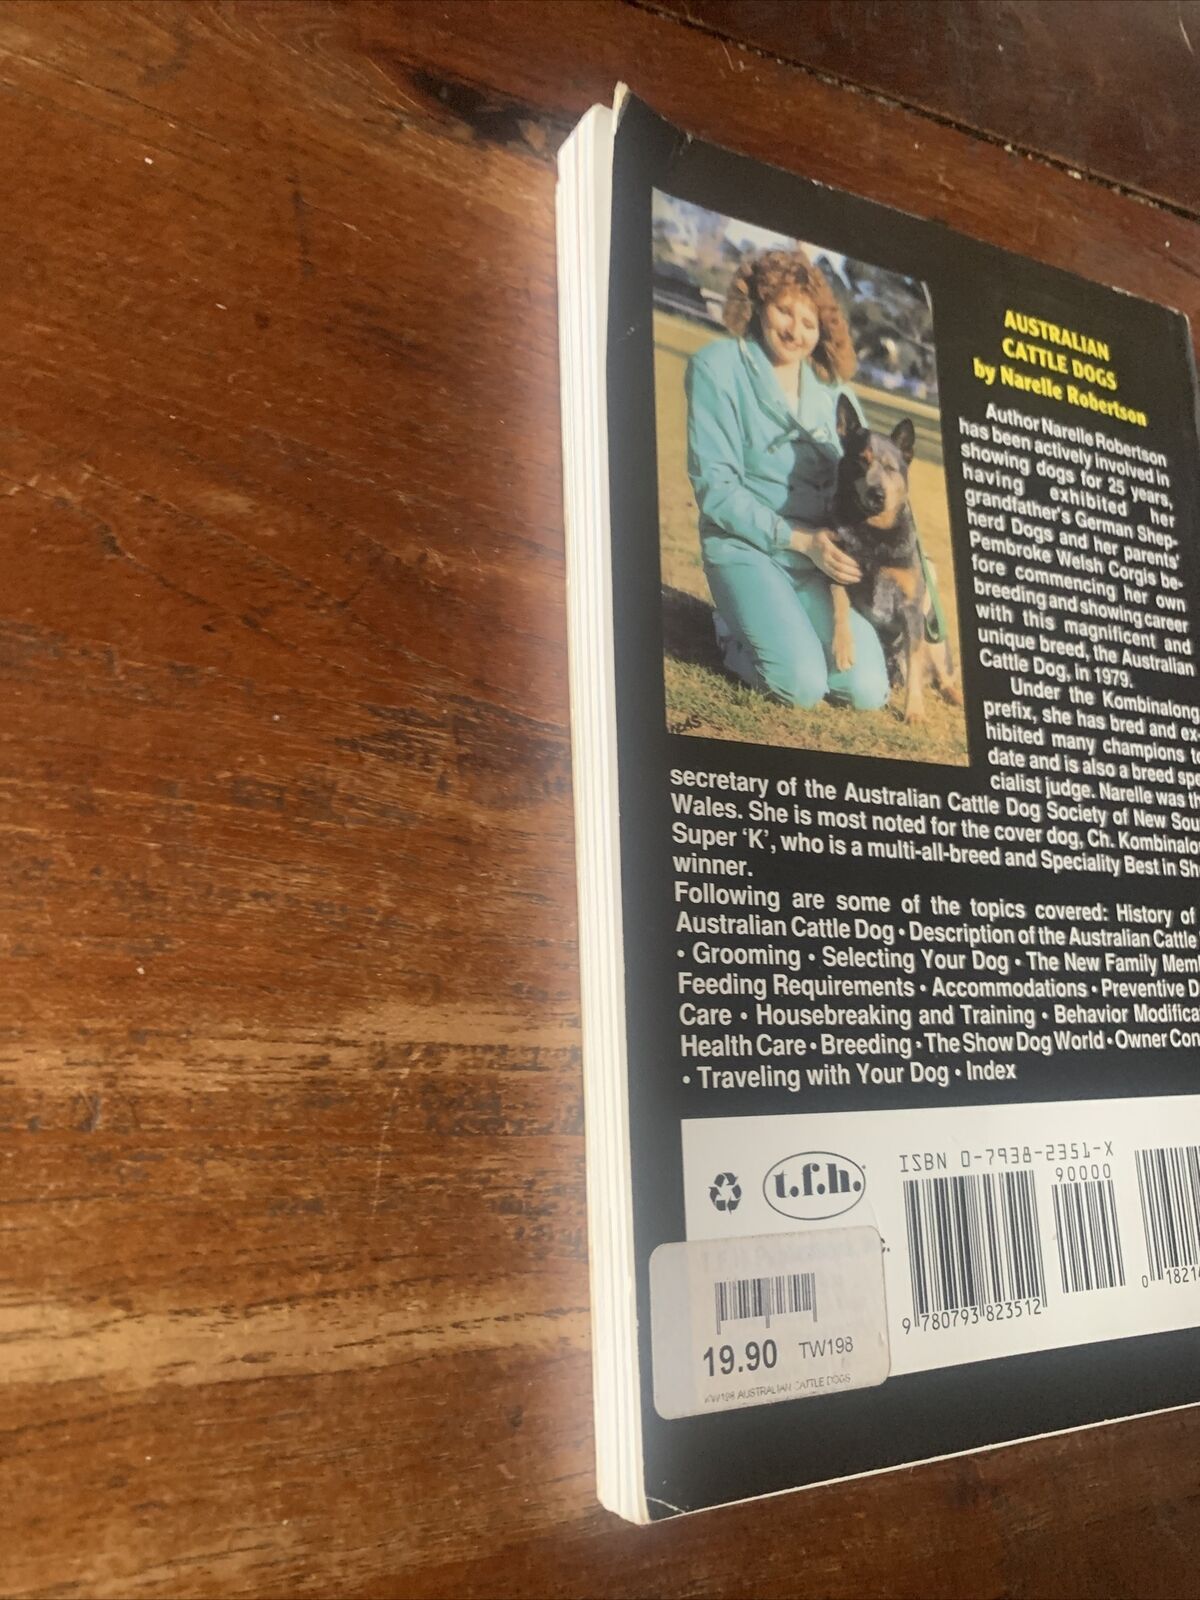 AUSTRALIAN
CATTLE DOGS
by Narelle Robertson
Author Narelle Robertson
has been actively involved in
showing dogs for 25 years,
having exhibited her
grandfather's German Shep-
herd Dogs and her parents'
Pembroke Welsh Corgis be-
fore commencing her own
breeding and showing career
with this magnificent and
unique breed, the Australian
Cattle Dog, in 1979.
Under the Kombinalong
prefix, she has bred and ex-
hibited many champions to
date and is also a breed spe
cialist judge. Narelle was th
secretary of the Australian Cattle Dog Society of New Sou
Wales. She is most noted for the cover dog, Ch. Kombinalo
Super 'K', who is a multi-all-breed and Speciality Best in Sh
winner.
Following are some of the topics covered: History of
Australian Cattle Dog • Description of the Australian Cattle
• Grooming • Selecting Your Dog • The New Family Memb
Feeding Requirements • Accommodations • Preventive D
Care • Housebreaking and Training • Behavior Modifica
Health Care • Breeding • The Show Dog World • Owner Con
• Traveling with Your Dog • Index
t.f.h.
ISBN 0-7938-2351-X
90000
9 780793 823512
0 1821
19.90 TW198
KW198 AUSTRALIAN CATTLE DOGS